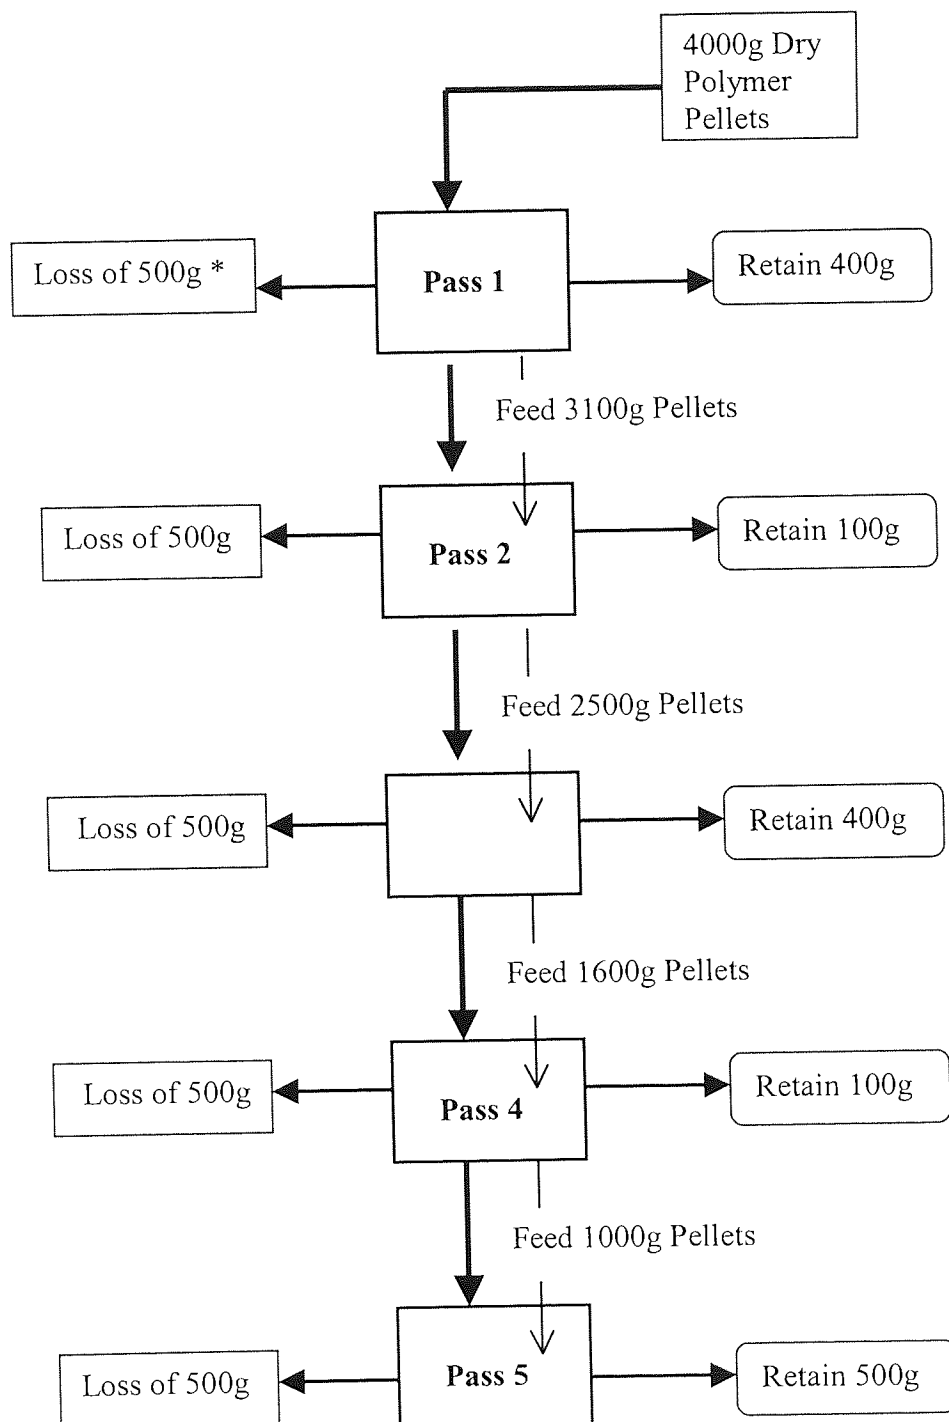 4000g Dry
Polymer
Pellets
Loss of 500g *
Pass 1
Retain 400g
Feed 3100g Pellets
Loss of 500g
Pass 2
Retain 100g
Feed 2500g Pellets
Loss of 500g
Retain 400g
Feed 1600g Pellets
Loss of 500g
Pass 4
Retain 100g
Feed 1000g Pellets
Loss of 500g
Pass 5
Retain 500g